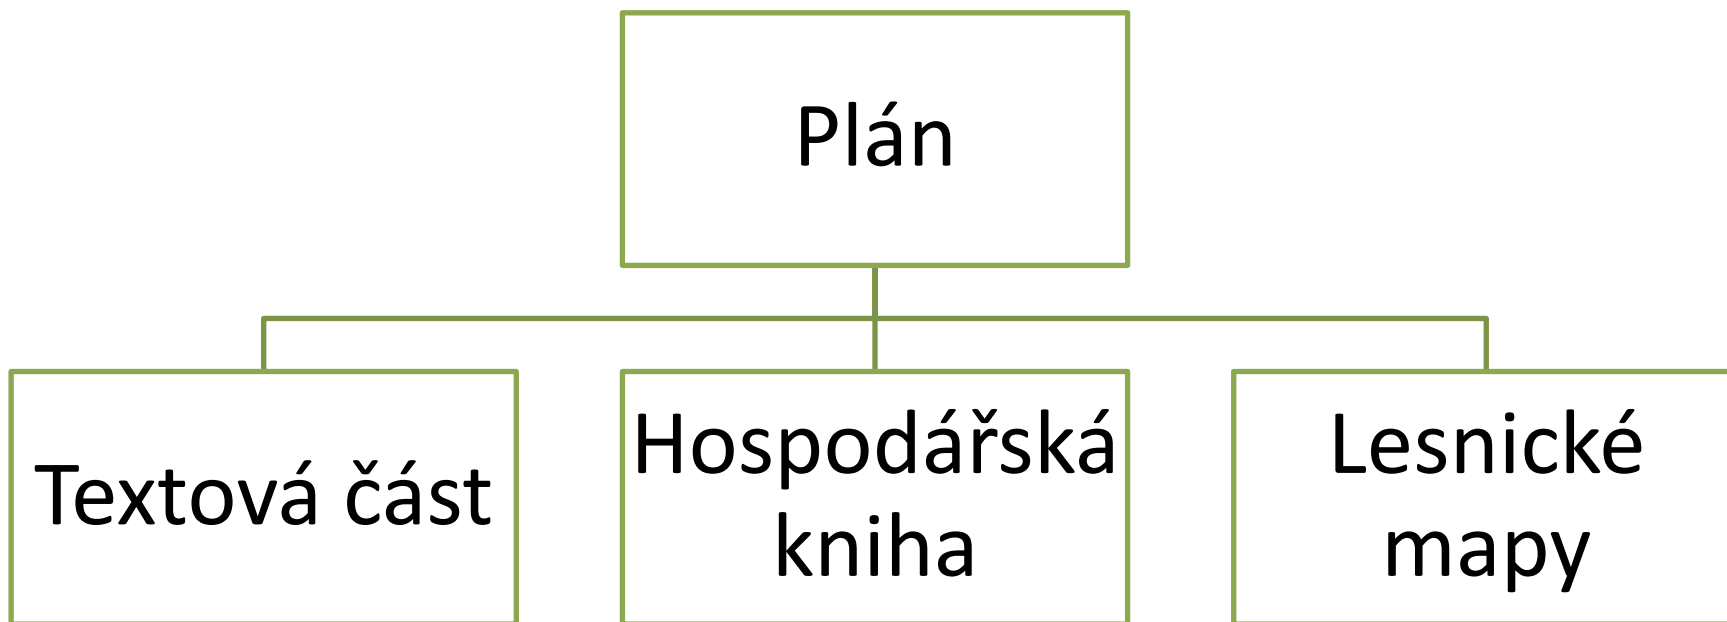 Plán
Textová část
Hospodářská
kniha
Lesnické
mapy